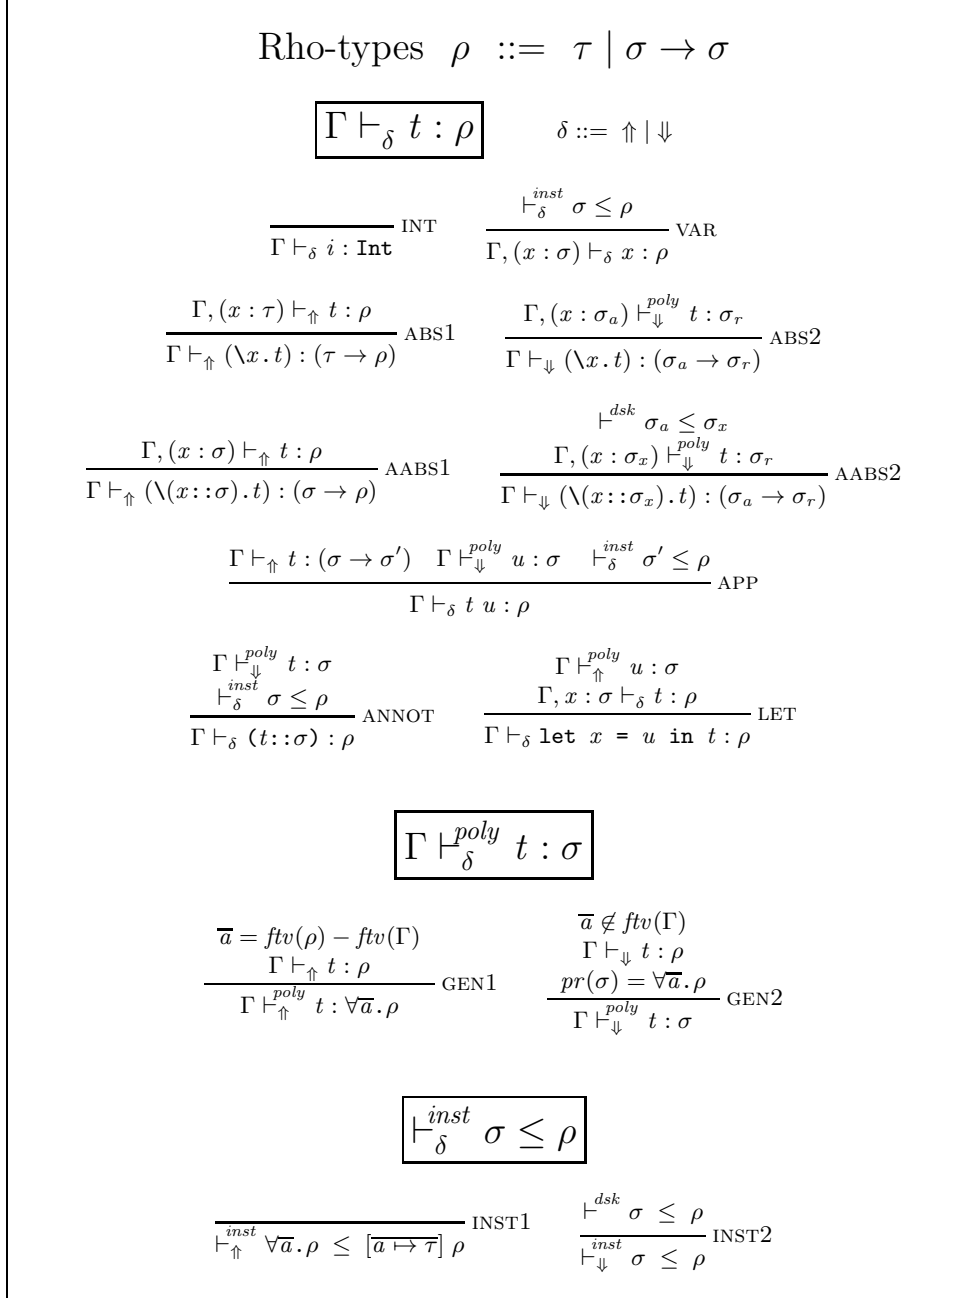 Rho-types ρ ::= τ | σ → σ
Γ ⊢δ t : ρ δ ::= ⇑ | ⇓
Γ ⊢δ i : Int INT
⊢δ^inst σ ≤ ρ
Γ, (x : σ) ⊢δ x : ρ VAR
Γ, (x : τ) ⊢⇑ t : ρ
Γ ⊢⇑ (\x.t) : (τ → ρ) ABS1
Γ, (x : σa) ⊢⇓^poly t : σr
Γ ⊢⇓ (\x.t) : (σa → σr) ABS2
Γ, (x : σ) ⊢⇑ t : ρ
Γ ⊢⇑ (\(x::σ).t) : (σ → ρ) AABS1
⊢^dsk σa ≤ σx
Γ, (x : σx) ⊢⇓^poly t : σr
Γ ⊢⇓ (\(x::σx).t) : (σa → σr) AABS2
Γ ⊢⇑ t : (σ → σ′) Γ ⊢⇓^poly u : σ ⊢δ^inst σ′ ≤ ρ
Γ ⊢δ t u : ρ APP
Γ ⊢⇓^poly t : σ
⊢δ^inst σ ≤ ρ
Γ ⊢δ (t::σ) : ρ ANNOT
Γ ⊢⇑^poly u : σ
Γ, x : σ ⊢δ t : ρ
Γ ⊢δ let x = u in t : ρ LET
Γ ⊢δ^poly t : σ
a̅ = ftv(ρ) − ftv(Γ)
Γ ⊢⇑ t : ρ
Γ ⊢⇑^poly t : ∀a̅.ρ GEN1
a̅ ∉ ftv(Γ)
Γ ⊢⇓ t : ρ
pr(σ) = ∀a̅.ρ
Γ ⊢⇓^poly t : σ GEN2
⊢δ^inst σ ≤ ρ
⊢⇑^inst ∀a̅.ρ ≤ [a̅ ↦̅ τ̅] ρ INST1
⊢^dsk σ ≤ ρ
⊢⇓^inst σ ≤ ρ INST2